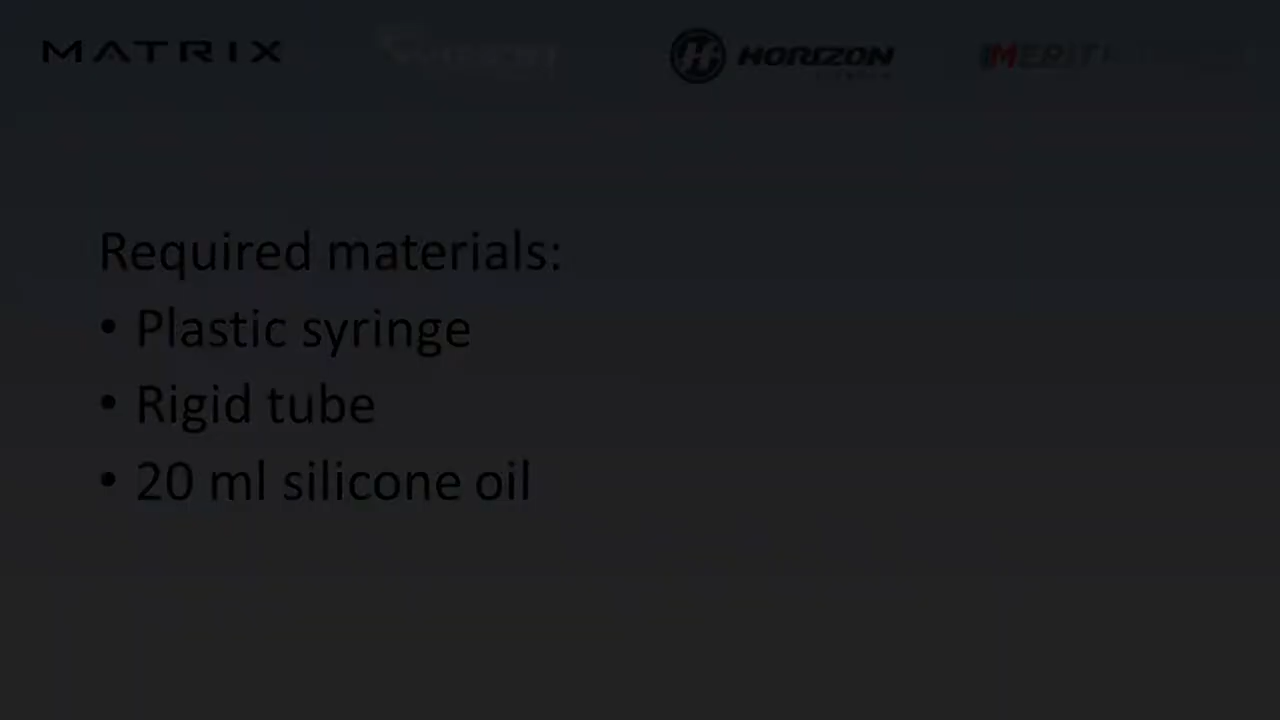 MATRIX
HORIZON
MERIT
Required materials:
• Plastic syringe
• Rigid tube
• 20 ml silicone oil